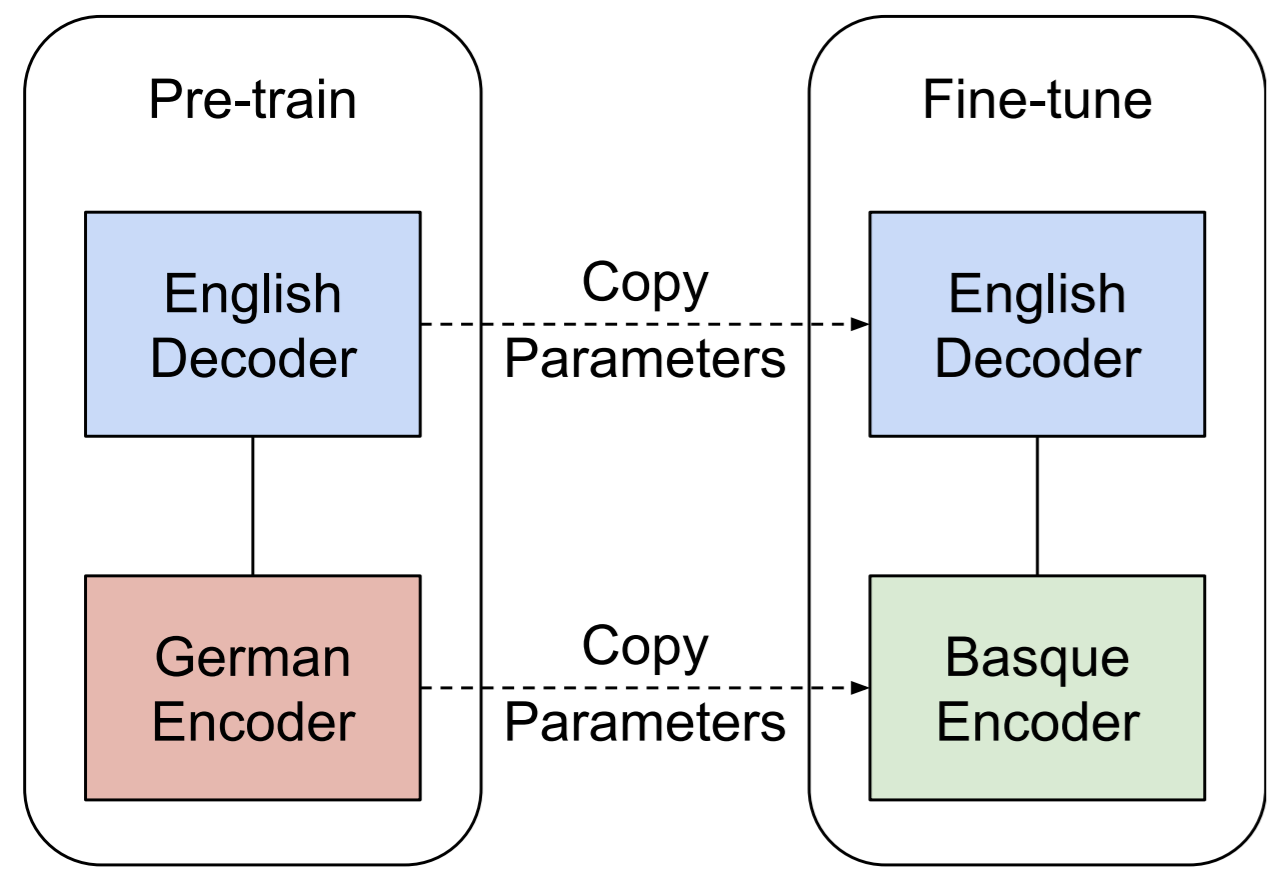 Pre-train
English
Decoder
German
Encoder
Copy
Parameters
Copy
Parameters
Fine-tune
English
Decoder
Basque
Encoder